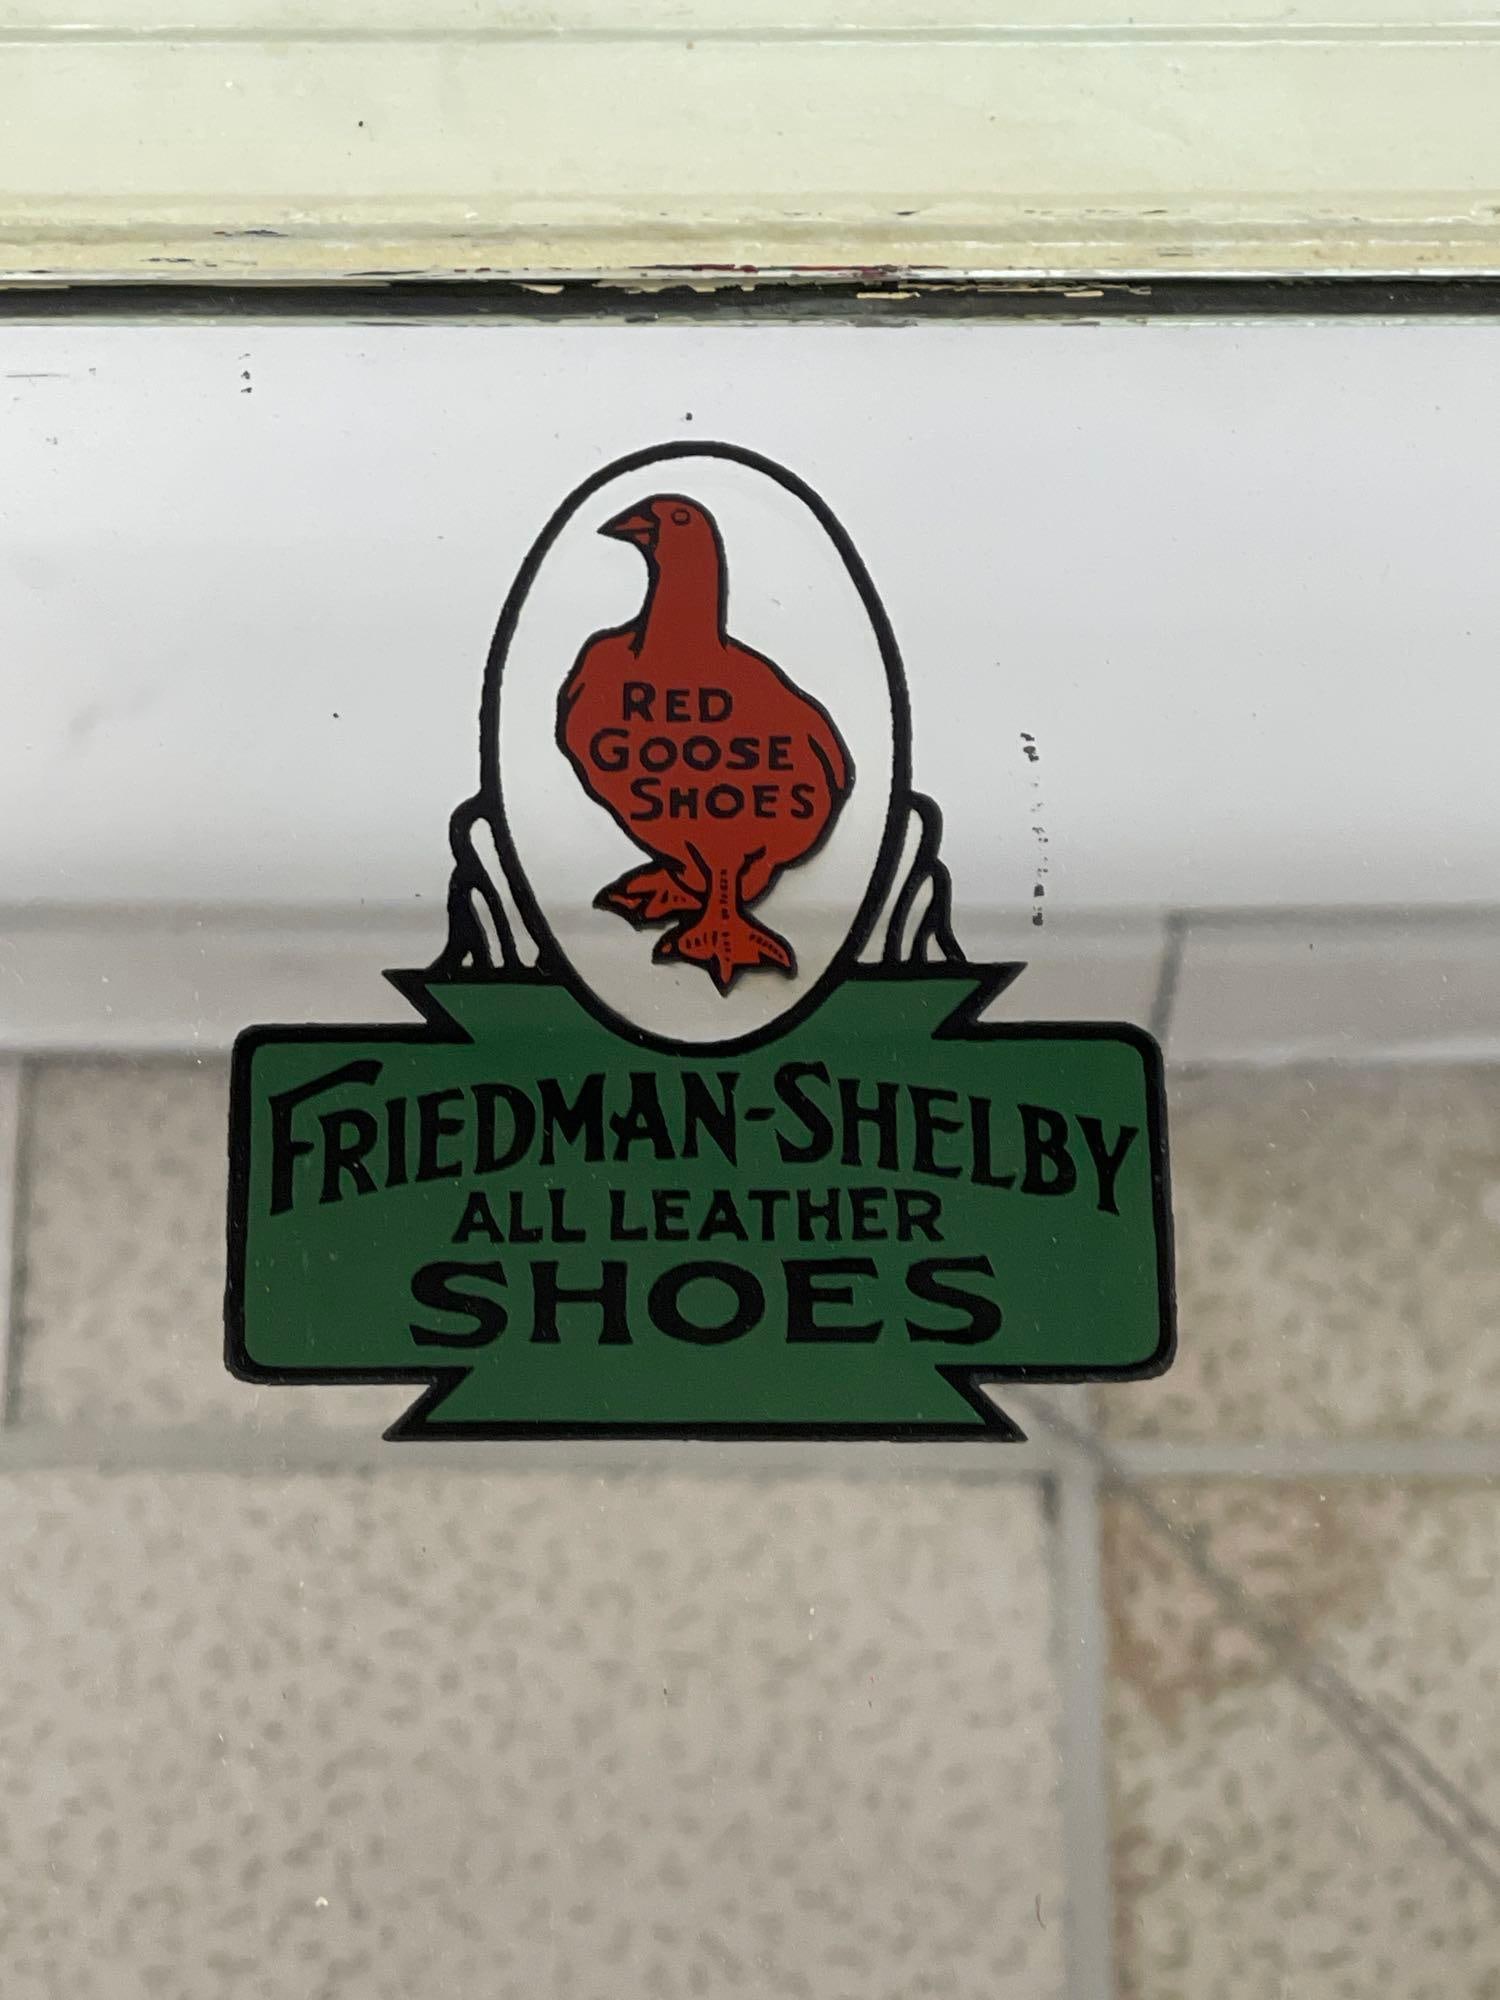 RED
GOOSE
SHOES
FRIEDMAN-SHELBY
ALL LEATHER
SHOES